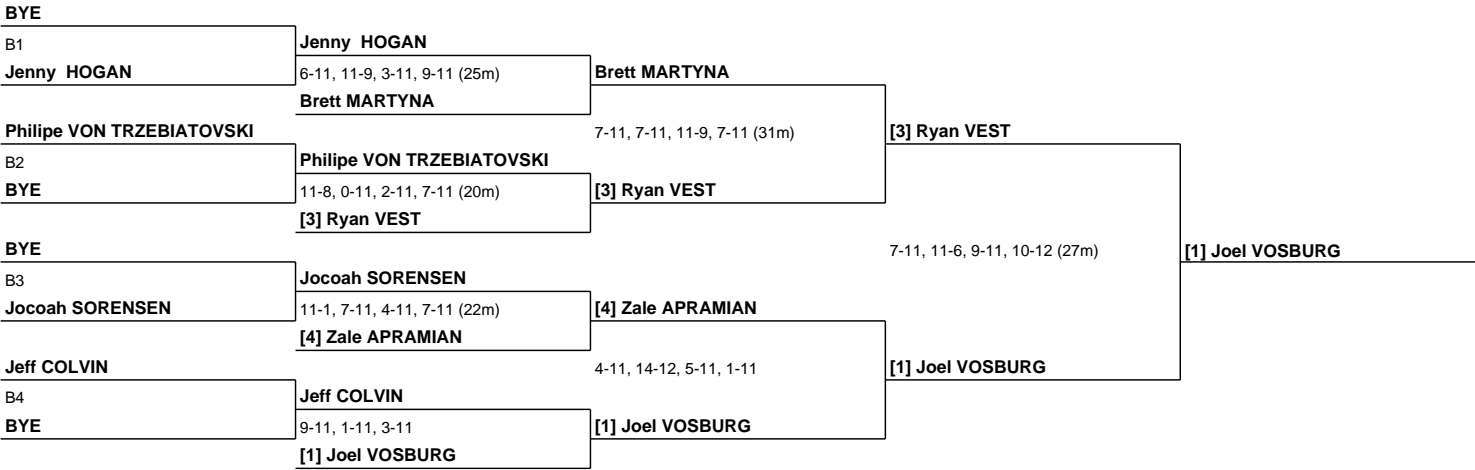 BYE
B1
Jenny HOGAN
Philipe VON TRZEBIATOVSKI
B2
BYE
BYE
B3
Jocoah SORENSEN
Jeff COLVIN
B4
BYE
Jenny HOGAN
6-11, 11-9, 3-11, 9-11 (25m)
Brett MARTYNA
Philipe VON TRZEBIATOVSKI
11-8, 0-11, 2-11, 7-11 (20m)
[3] Ryan VEST
Jocoah SORENSEN
11-1, 7-11, 4-11, 7-11 (22m)
[4] Zale APRAMIAN
Jeff COLVIN
9-11, 1-11, 3-11
[1] Joel VOSBURG
Brett MARTYNA
7-11, 7-11, 11-9, 7-11 (31m)
[3] Ryan VEST
[4] Zale APRAMIAN
4-11, 14-12, 5-11, 1-11
[1] Joel VOSBURG
[3] Ryan VEST
7-11, 11-6, 9-11, 10-12 (27m)
[1] Joel VOSBURG
[1] Joel VOSBURG